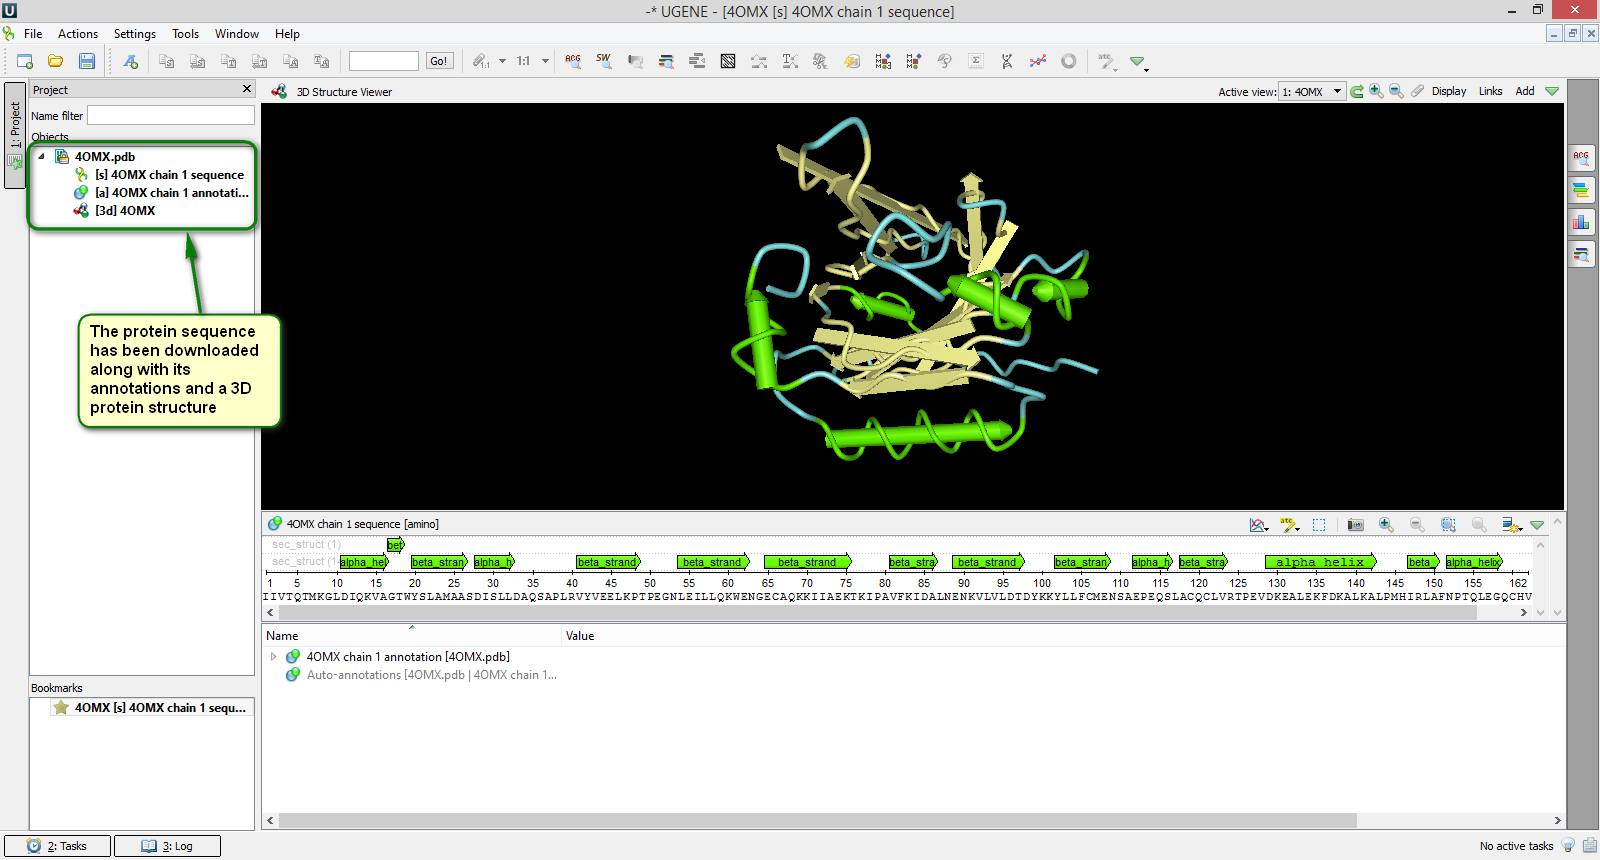 -* UGENE - [4OMX [s] 4OMX chain 1 sequence]
File Actions Settings Tools Window Help
Go! 1:1
Project
1: Project
Name filter
Objects
4OMX.pdb
[s] 4OMX chain 1 sequence
[a] 4OMX chain 1 annotati...
[3d] 4OMX
The protein sequence
has been downloaded
along with its
annotations and a 3D
protein structure
Bookmarks
4OMX [s] 4OMX chain 1 sequ...
3D Structure Viewer
Active view: 1: 4OMX Display Links Add
4OMX chain 1 sequence [amino]
sec_struct (1) bet
sec_struct (1 alpha_he beta_stran alpha_h beta_strand beta_strand beta_strand beta_stra beta_strand beta_stran alpha_h beta_stra alpha helix beta_ alpha_helix
1 5 10 15 20 25 30 35 40 45 50 55 60 65 70 75 80 85 90 95 100 105 110 115 120 125 130 135 140 145 150 155 162
IIVTQTMKGLDIQKVAGTWYSLAMAASDISLLDAQSAPLRVYVEELKPTPEGNLEILLQKWENGECAQKKIIAEKTKIPAVFKIDALNENKVLVLDTDYKKYLLFCMENSAEPEQSLACQCLVRTPEVDKEALEKFDKALKALPMHIRLAFNPTQLEGQCHV
Name Value
4OMX chain 1 annotation [4OMX.pdb]
Auto-annotations [4OMX.pdb | 4OMX chain 1...
2: Tasks 3: Log No active tasks